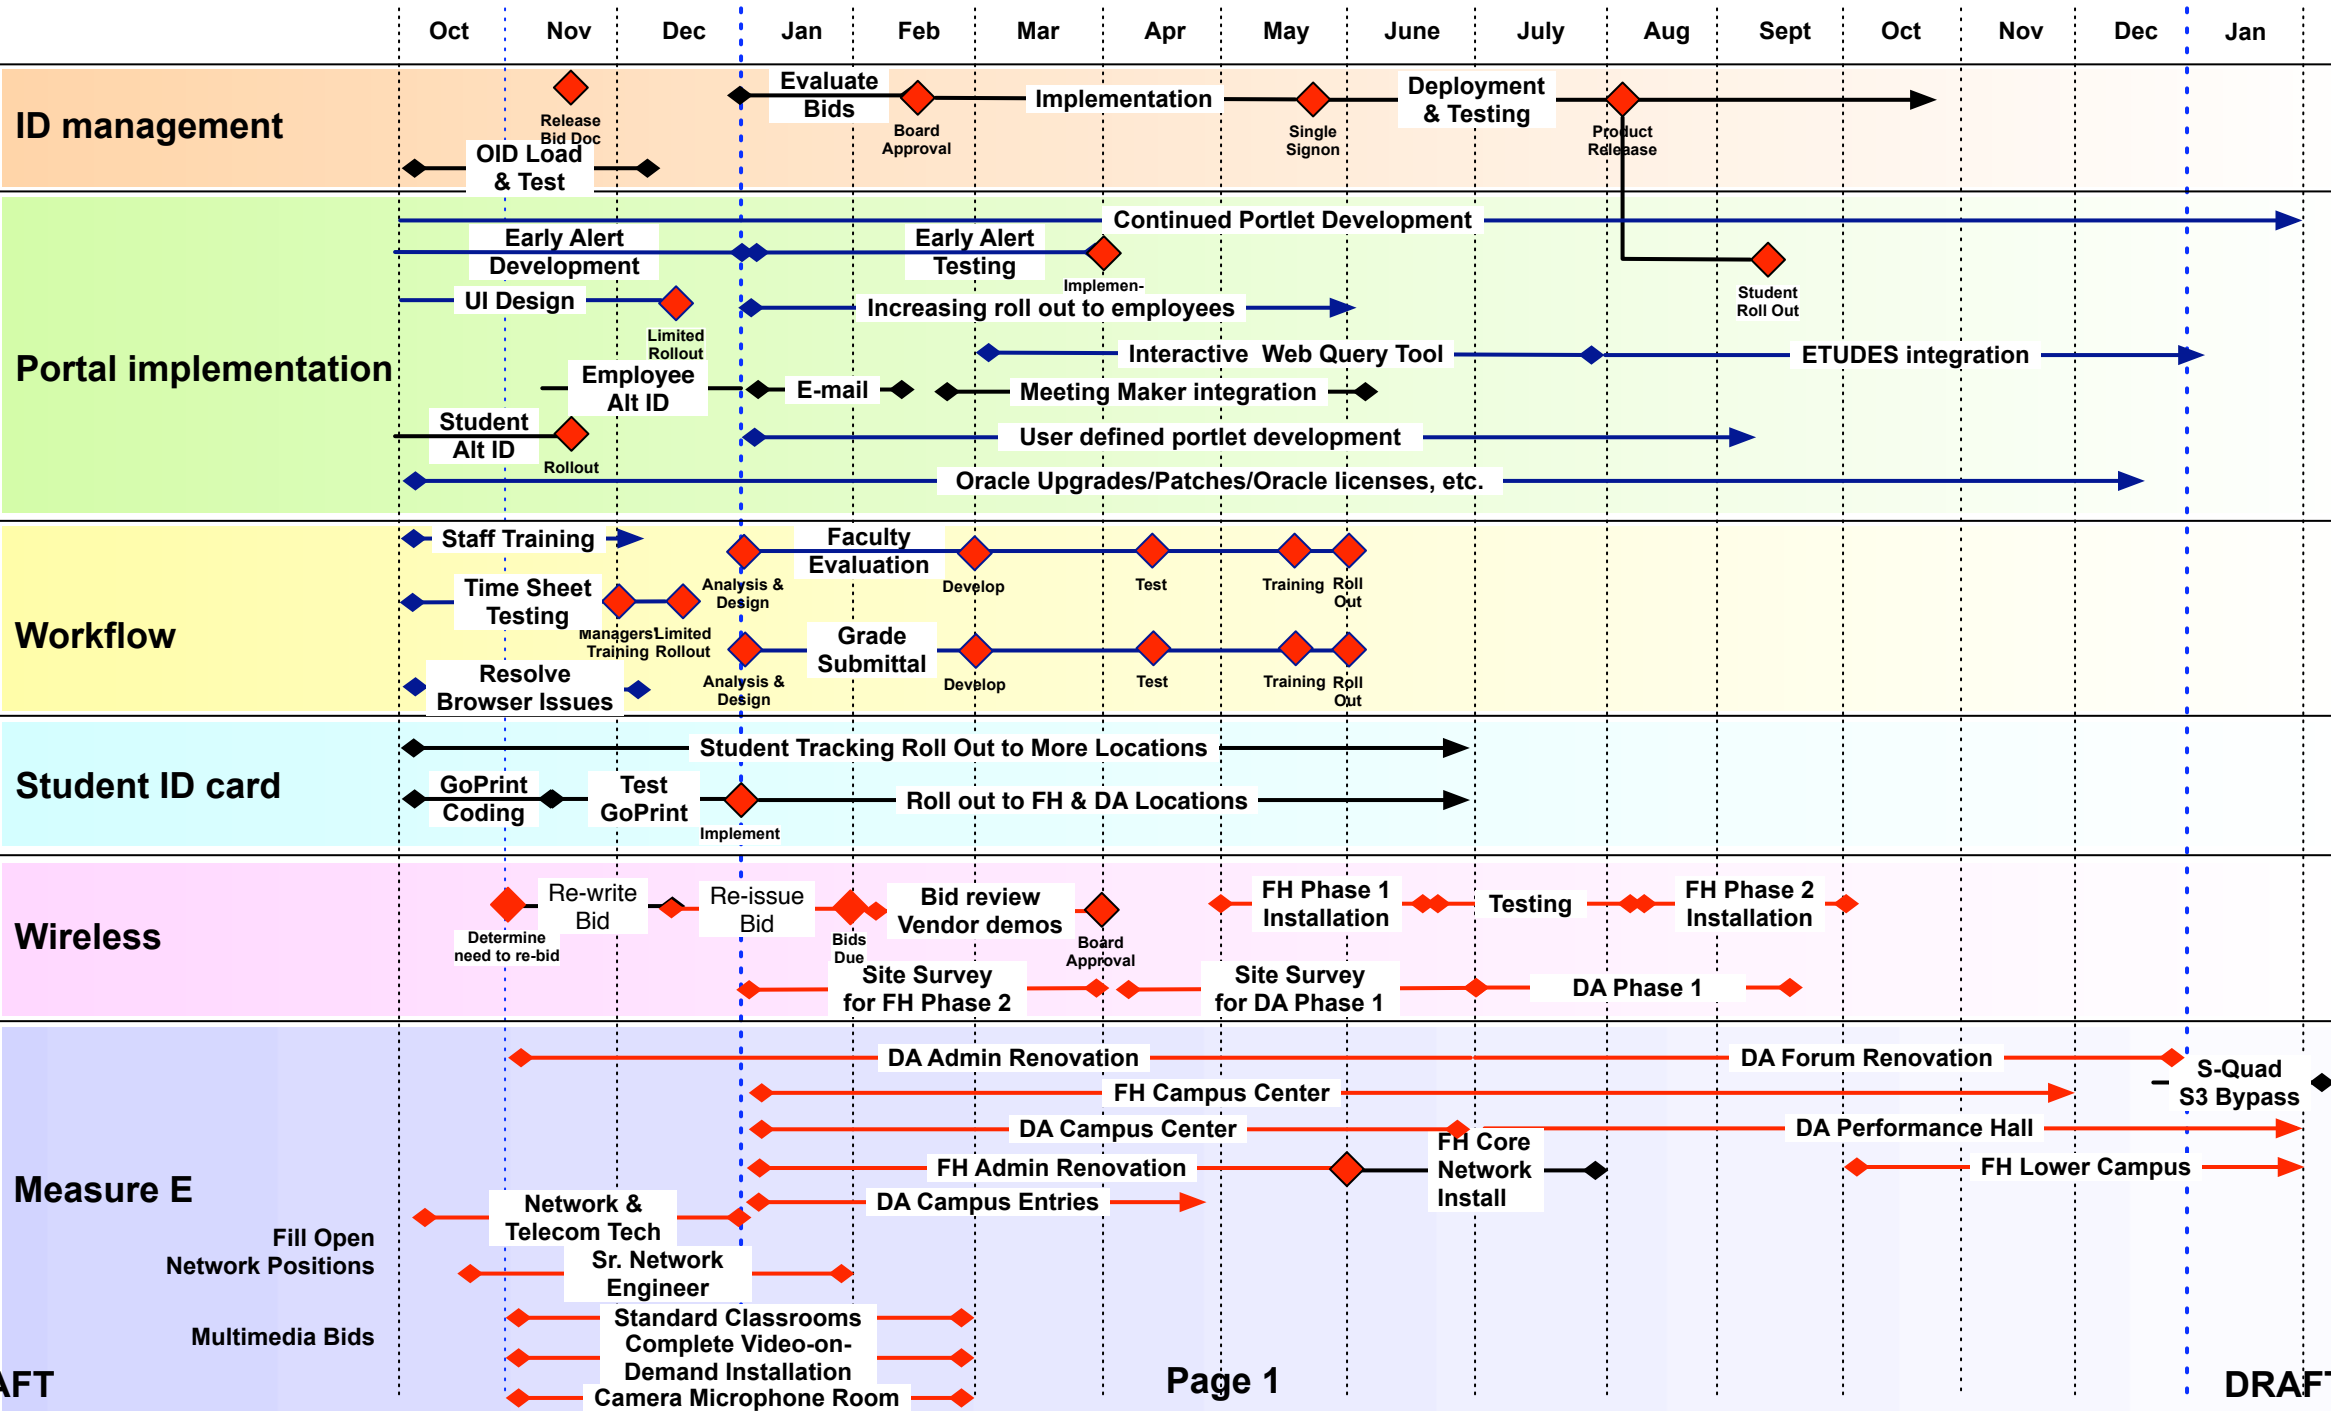 Oct Nov Dec Jan Feb Mar Apr May June July Aug Sept Oct Nov Dec Jan
ID management
Release
Bid Doc
OID Load
& Test
Evaluate
Bids
Board
Approval
Implementation
Single
Signon
Deployment
& Testing
Product
Releaase
Portal implementation
Continued Portlet Development
Early Alert
Development
Early Alert
Testing
Implemen-
Student
Roll Out
UI Design
Limited
Rollout
Increasing roll out to employees
Interactive Web Query Tool
ETUDES integration
Employee
Alt ID
E-mail
Meeting Maker integration
Student
Alt ID
Rollout
User defined portlet development
Oracle Upgrades/Patches/Oracle licenses, etc.
Workflow
Staff Training
Faculty
Evaluation
Analysis &
Design
Develop
Test
Training
Roll
Out
Time Sheet
Testing
Managers'
Training
Limited
Rollout
Grade
Submittal
Analysis &
Design
Develop
Test
Training
Roll
Out
Resolve
Browser Issues
Student ID card
Student Tracking Roll Out to More Locations
GoPrint
Coding
Test
GoPrint
Implement
Roll out to FH & DA Locations
Wireless
Determine
need to re-bid
Re-write
Bid
Re-issue
Bid
Bids
Due
Bid review
Vendor demos
Board
Approval
FH Phase 1
Installation
Testing
FH Phase 2
Installation
Site Survey
for FH Phase 2
Site Survey
for DA Phase 1
DA Phase 1
Measure E
DA Admin Renovation
DA Forum Renovation
S-Quad
S3 Bypass
FH Campus Center
DA Campus Center
DA Performance Hall
FH Admin Renovation
FH Core
Network
Install
FH Lower Campus
DA Campus Entries
Fill Open
Network Positions
Network &
Telecom Tech
Sr. Network
Engineer
Multimedia Bids
Standard Classrooms
Complete Video-on-
Demand Installation
Camera Microphone Room
AFT
Page 1
DRAFT